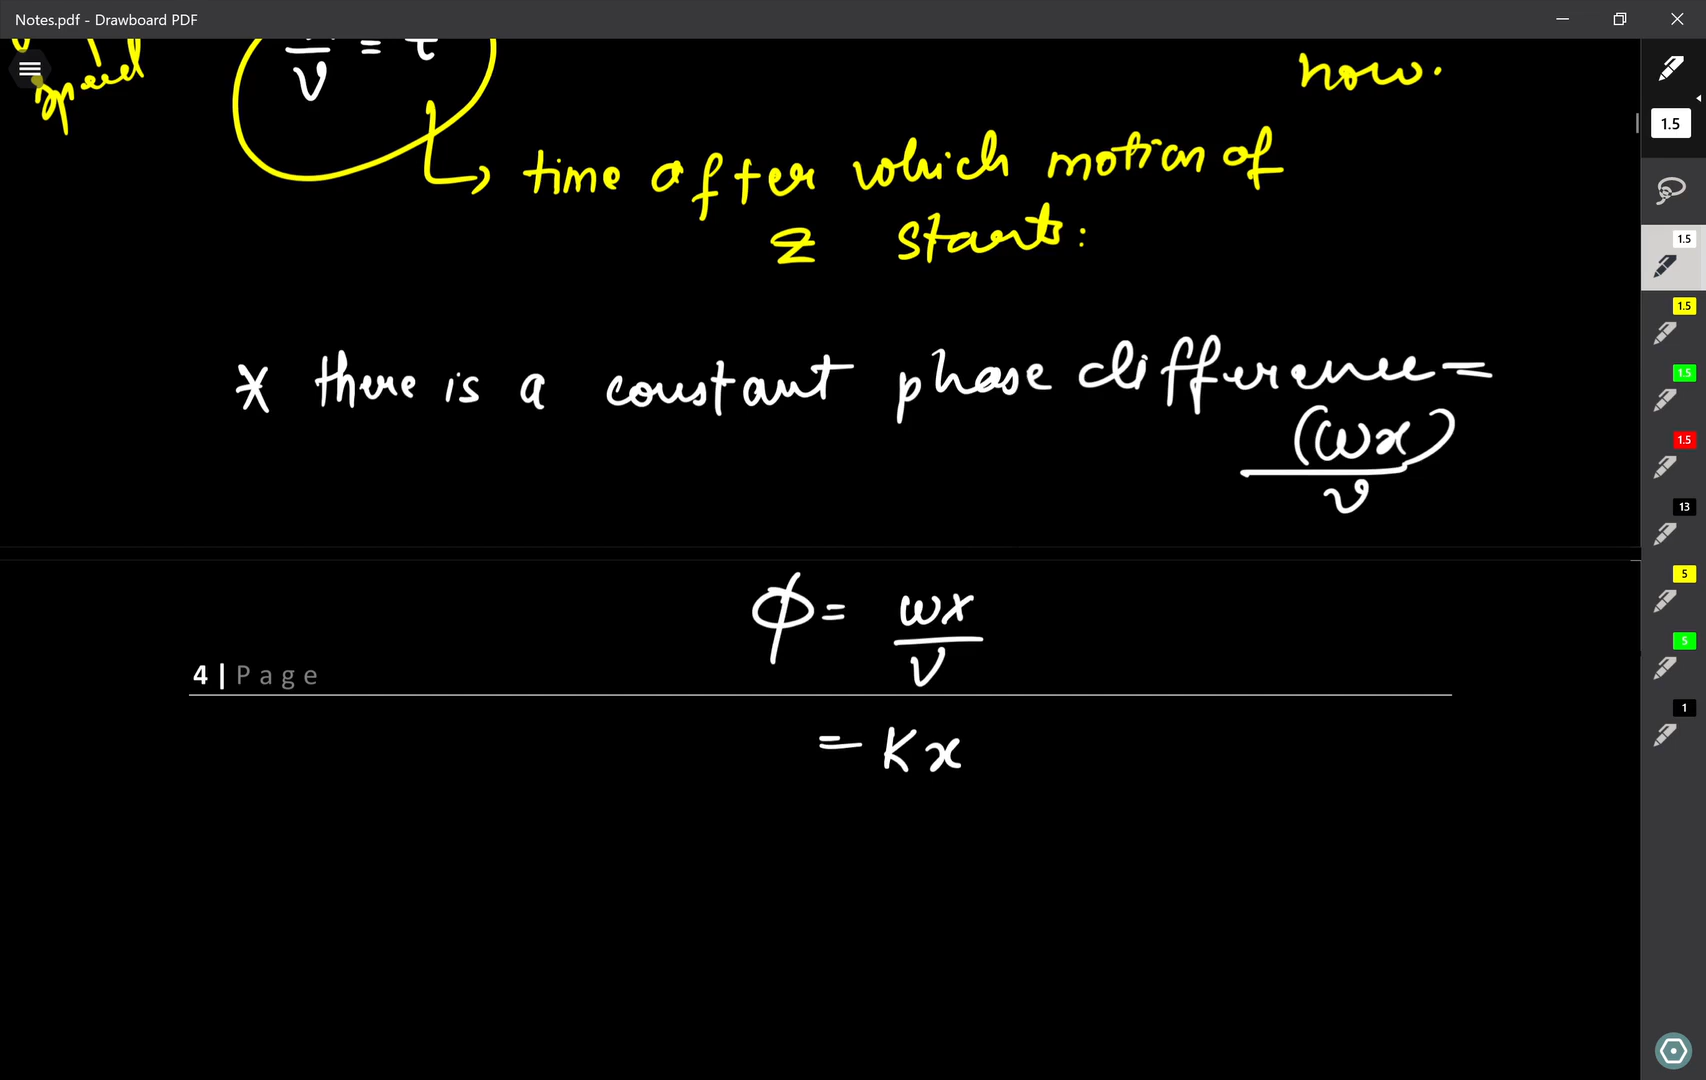 Notes.pdf - Drawboard PDF
speed
/v = t
now.
time after which motion of
z starts:
* there is a constant phase difference =
(ωx)
v
ϕ = ωx
v
4 | Page
= Kx
1.5
1.5
1.5
1.5
1.5
13
5
5
1